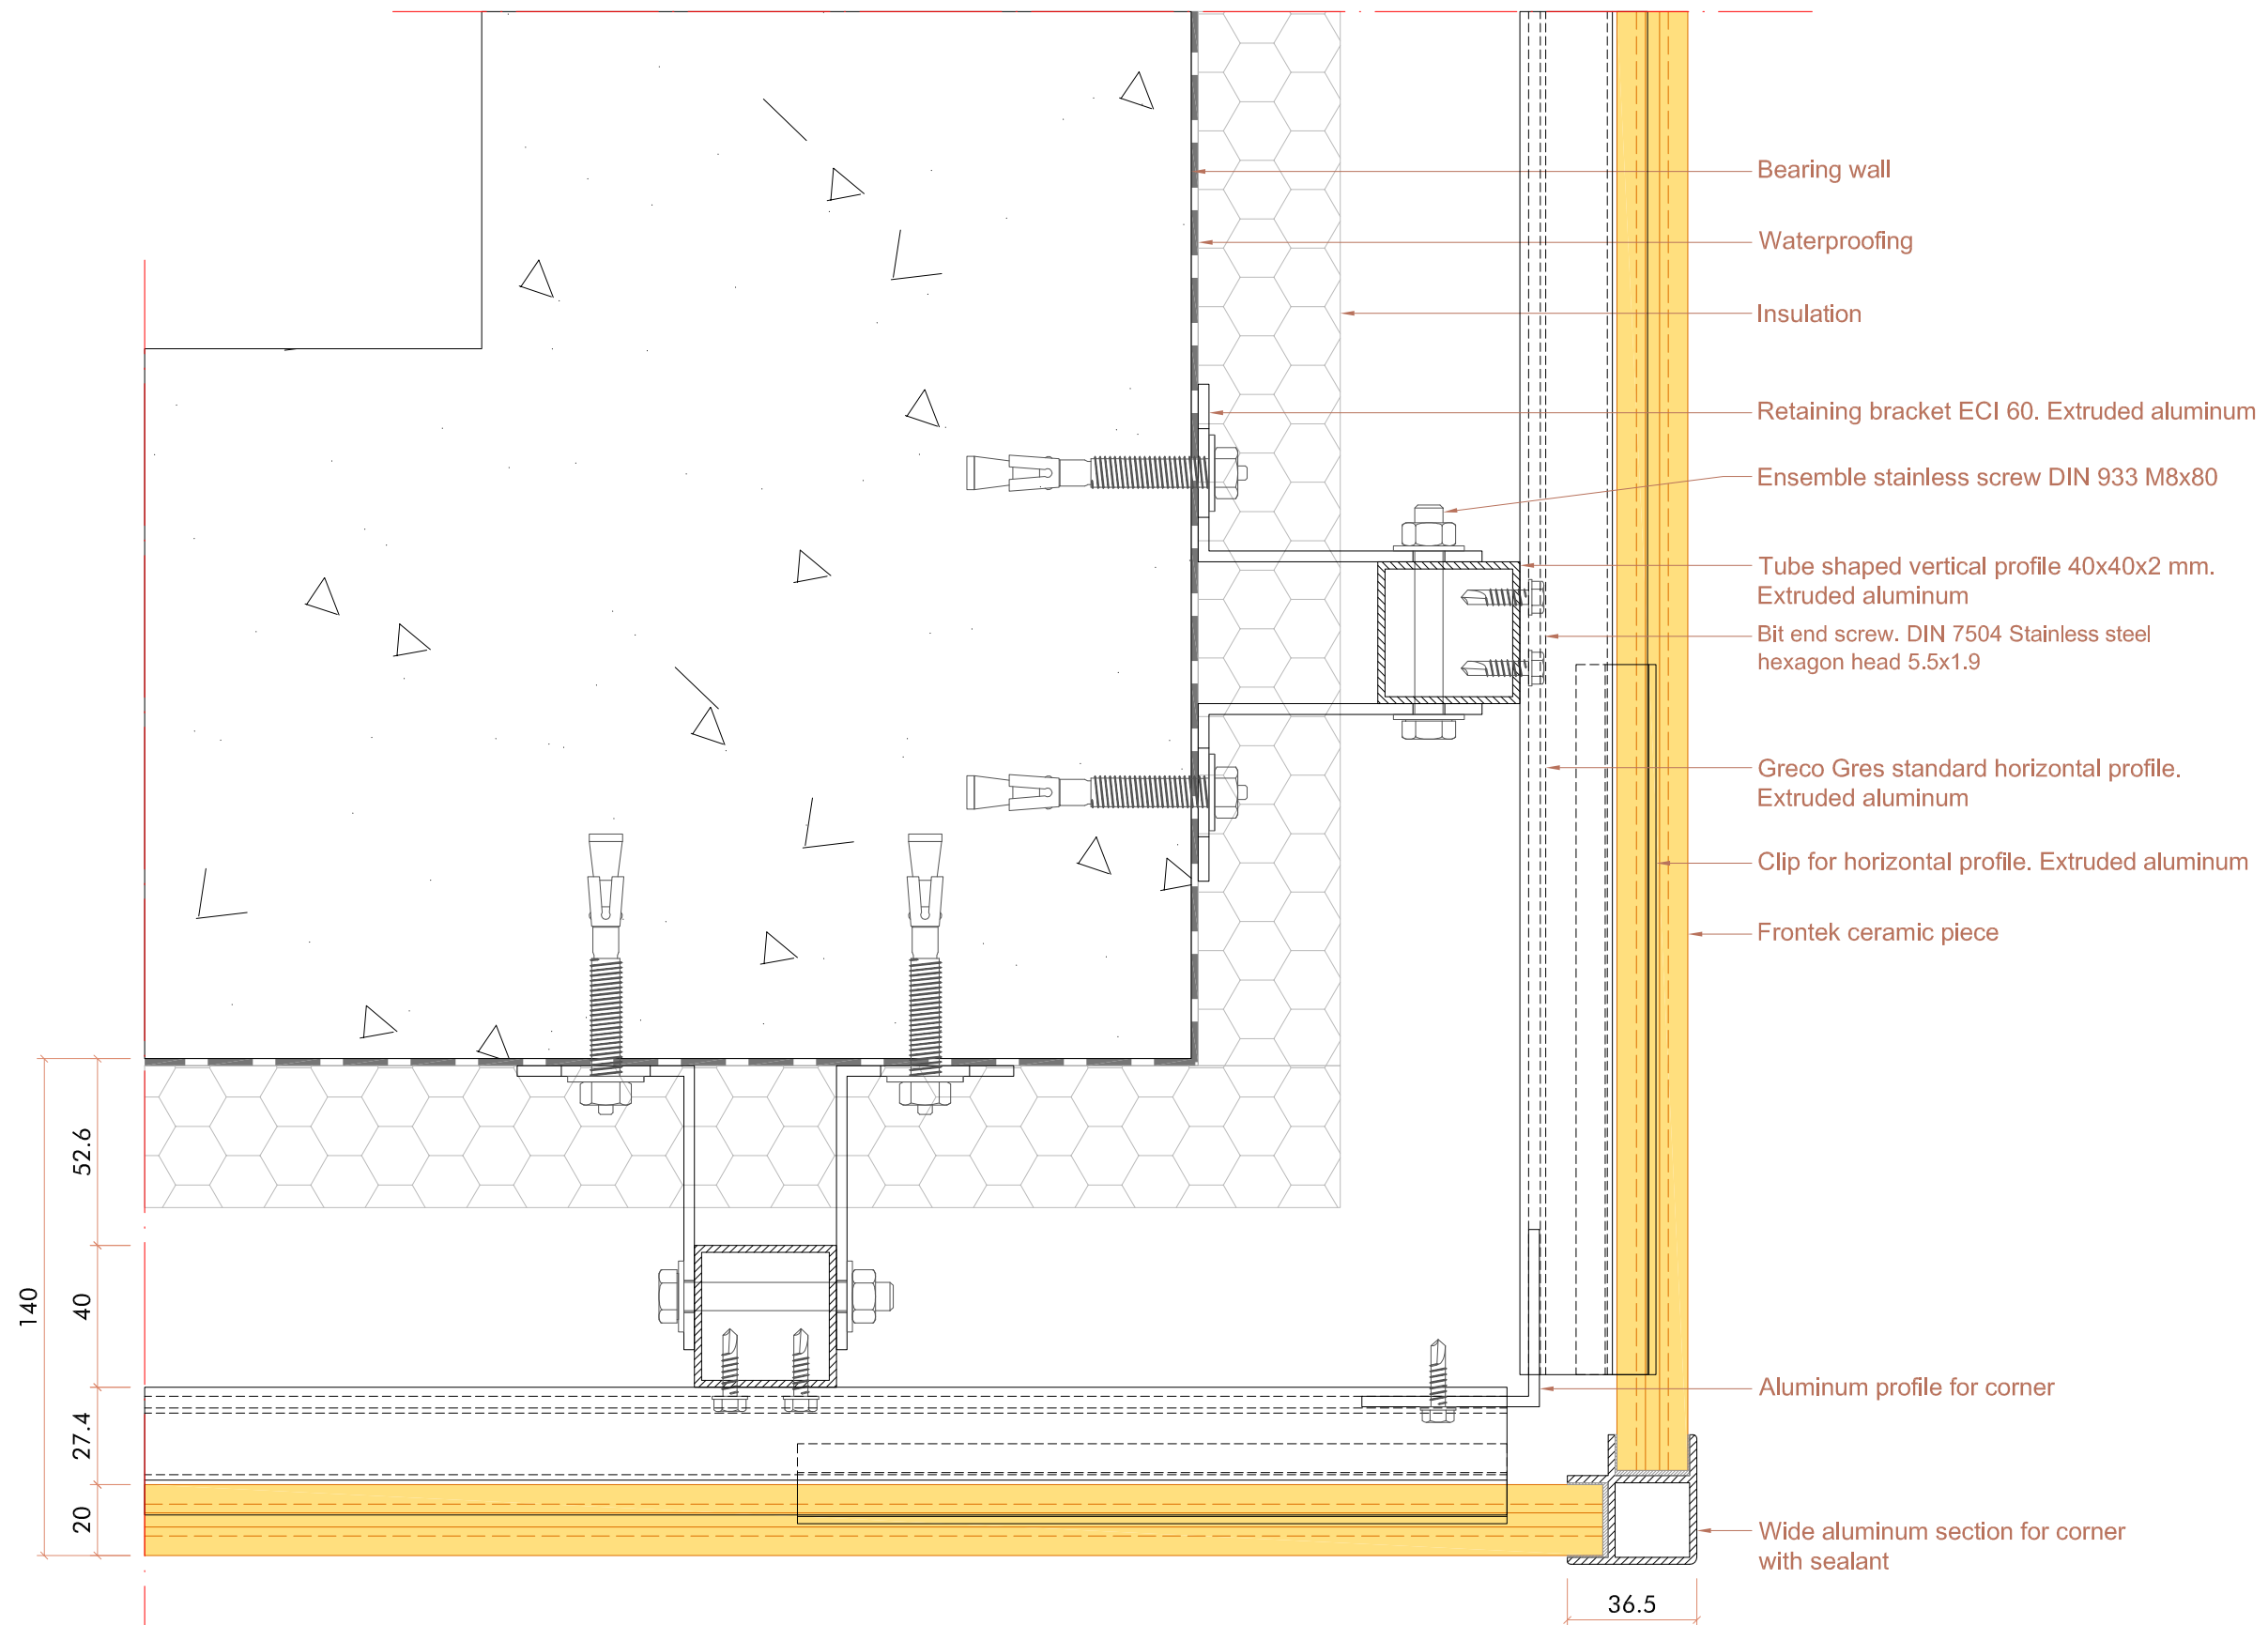 Bearing wall
Waterproofing
Insulation
Retaining bracket ECI 60. Extruded aluminum
Ensemble stainless screw DIN 933 M8x80
Tube shaped vertical profile 40x40x2 mm.
Extruded aluminum
Bit end screw. DIN 7504 Stainless steel
hexagon head 5.5x1.9
Greco Gres standard horizontal profile.
Extruded aluminum
Clip for horizontal profile. Extruded aluminum
Frontek ceramic piece
Aluminum profile for corner
Wide aluminum section for corner
with sealant
140
52.6
40
27.4
20
36.5